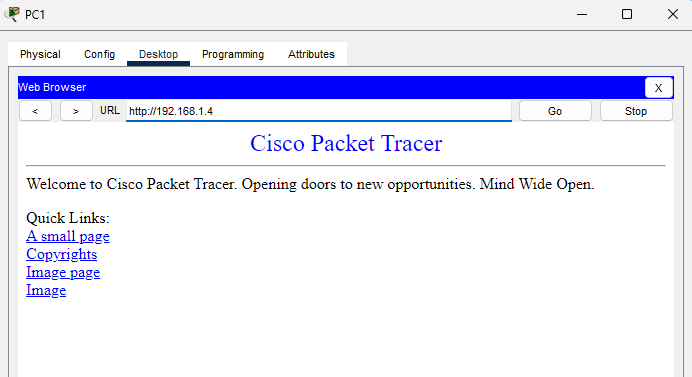 PC1
Physical Config Desktop Programming Attributes
Web Browser X
< > URL http://192.168.1.4 Go Stop
Cisco Packet Tracer
Welcome to Cisco Packet Tracer. Opening doors to new opportunities. Mind Wide Open.
Quick Links:
A small page
Copyrights
Image page
Image